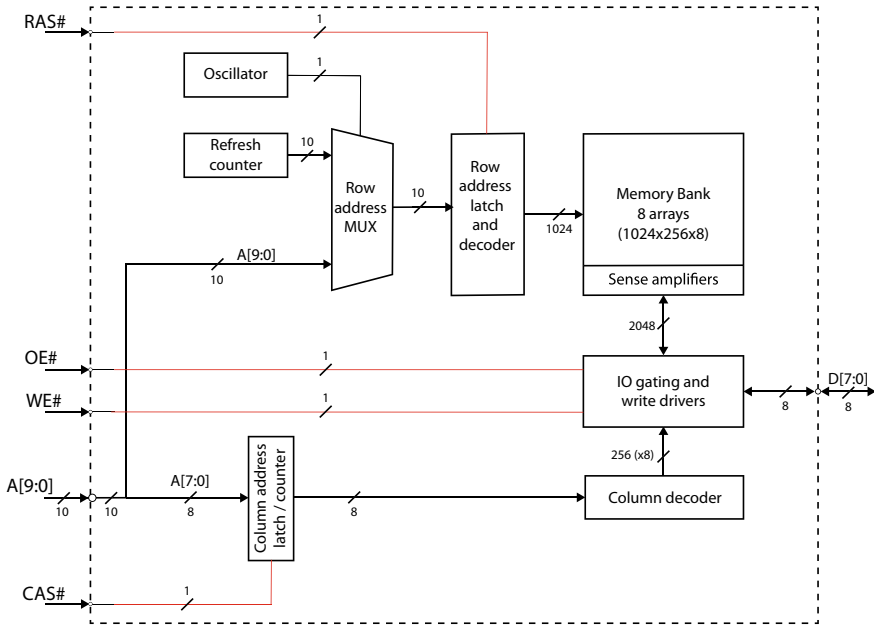 RAS#
1
Oscillator
1
Refresh
counter
10
Row
address
MUX
10
Row
address
latch
and
decoder
1024
Memory Bank
8 arrays
(1024x256x8)
Sense amplifiers
A[9:0]
10
2048
OE#
1
WE#
1
IO gating and
write drivers
8
D[7:0]
8
256 (x8)
A[9:0]
10
10
A[7:0]
8
Column address
latch / counter
8
Column decoder
CAS#
1